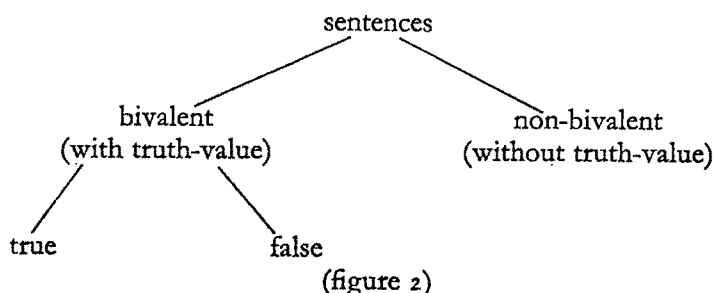 sentences
bivalent
(with truth-value)
non-bivalent
(without truth-value)
true
false
(figure 2)